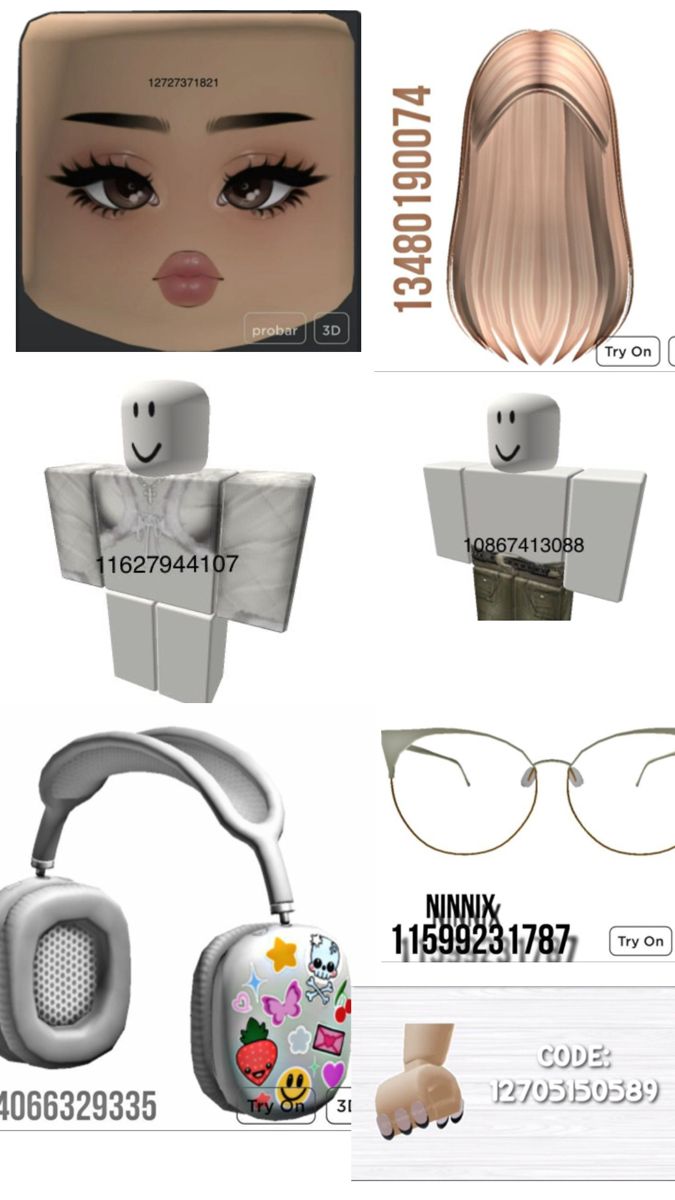 12727371821
probar
3D
13480190074
Try On
11627944107
10867413088
4066329335
Try On
3D
NINNIX
11599231787
Try On
CODE:
12705150589